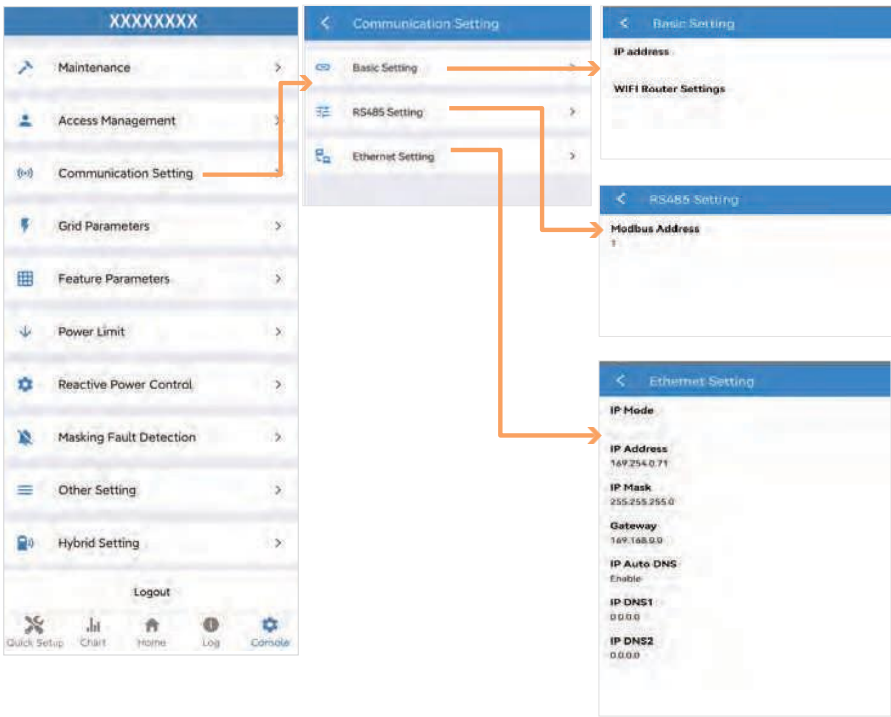 XXXXXXXX
Maintenance
Access Management
Communication Setting
Grid Parameters
Feature Parameters
Power Limit
Reactive Power Control
Masking Fault Detection
Other Setting
Hybrid Setting
Logout
Quick Setup
Chart
Home
Log
Console
Communication Setting
Basic Setting
RS485 Setting
Ethernet Setting
Basic Setting
IP address
WIFI Router Settings
RS485 Setting
Modbus Address
1
Ethernet Setting
IP Mode
IP Address
169.254.0.71
IP Mask
255.255.255.0
Gateway
169.168.0.0
IP Auto DNS
Enable
IP DNS1
0.0.0.0
IP DNS2
0.0.0.0